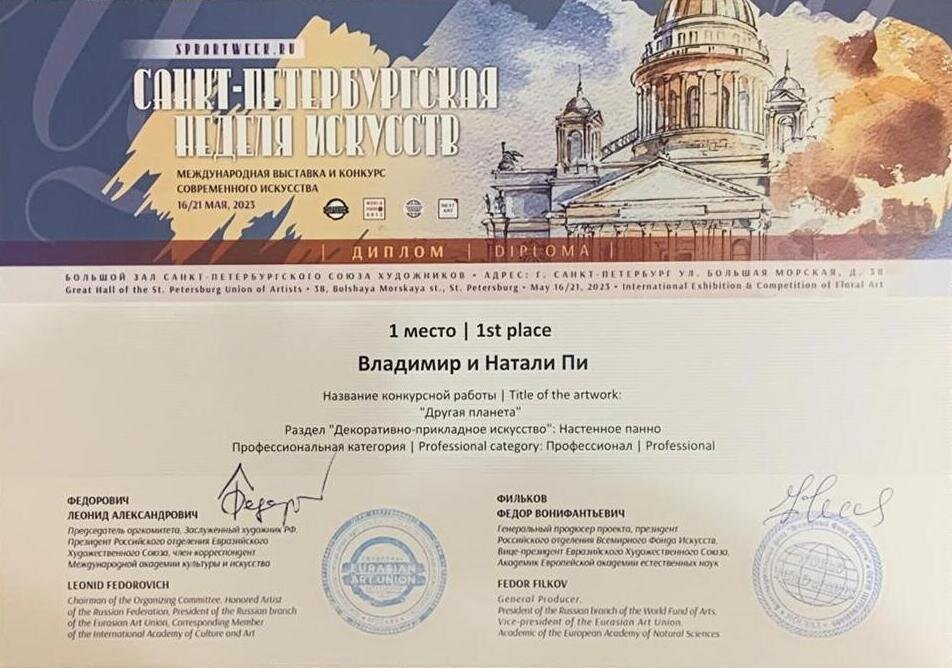 SPBARTWEEK.RU
САНКТ-ПЕТЕРБУРГСКАЯ
НЕДЕЛЯ ИСКУССТВ
МЕЖДУНАРОДНАЯ ВЫСТАВКА И КОНКУРС
СОВРЕМЕННОГО ИСКУССТВА
16/21 МАЯ, 2023
ДИПЛОМ | DIPLOMA
БОЛЬШОЙ ЗАЛ САНКТ-ПЕТЕРБУРГСКОГО СОЮЗА ХУДОЖНИКОВ • АДРЕС: Г. САНКТ-ПЕТЕРБУРГ УЛ. БОЛЬШАЯ МОРСКАЯ, Д. 38
Great Hall of the St. Petersburg Union of Artists • 38, Bolshaya Morskaya st., St. Petersburg • May 16/21, 2023 • International Exhibition & Competition of Floral Art
1 место | 1st place
Владимир и Натали Пи
Название конкурсной работы | Title of the artwork:
"Другая планета"
Раздел "Декоративно-прикладное искусство": Настенное панно
Профессиональная категория | Professional category: Профессионал | Professional
ФЕДОРОВИЧ
ЛЕОНИД АЛЕКСАНДРОВИЧ
Председатель оргкомитета, Заслуженный художник РФ,
Президент Российского отделения Евразийского
Художественного Союза, член-корреспондент
Международной академии культуры и искусства
LEONID FEDOROVICH
Chairman of the Organizing Committee, Honored Artist
of the Russian Federation, President of the Russian branch
of the Eurasian Art Union, Corresponding Member
of the International Academy of Culture and Art
EURASIAN
ART UNION
ФИЛЬКОВ
ФЕДОР ВОНИФАНТЬЕВИЧ
Генеральный продюсер проекта, президент
Российского отделения Всемирного Фонда Искусств,
Вице-президент Евразийского Художественного Союза,
Академик Европейской академии естественных наук
FEDOR FILKOV
General Producer,
President of the Russian branch of the World Fund of Arts,
Vice-president of the Eurasian Art Union,
Academic of the European Academy of Natural Sciences